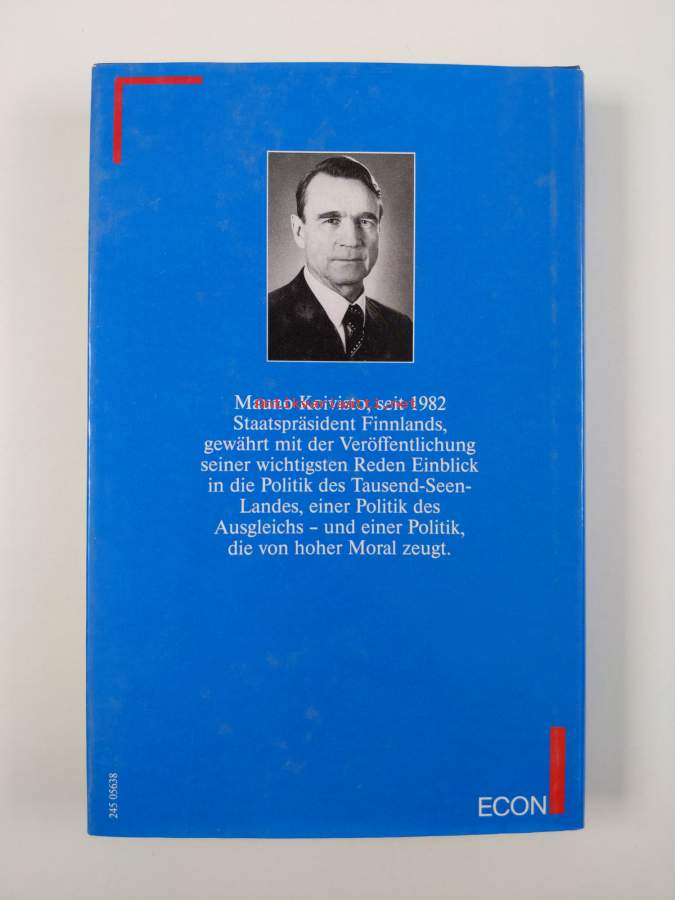 Mauno Koivisto, seit 1982
Staatspräsident Finnlands,
gewährt mit der Veröffentlichung
seiner wichtigsten Reden Einblick
in die Politik des Tausend-Seen-
Landes, einer Politik des
Ausgleichs – und einer Politik,
die von hoher Moral zeugt.
245 05638
ECON